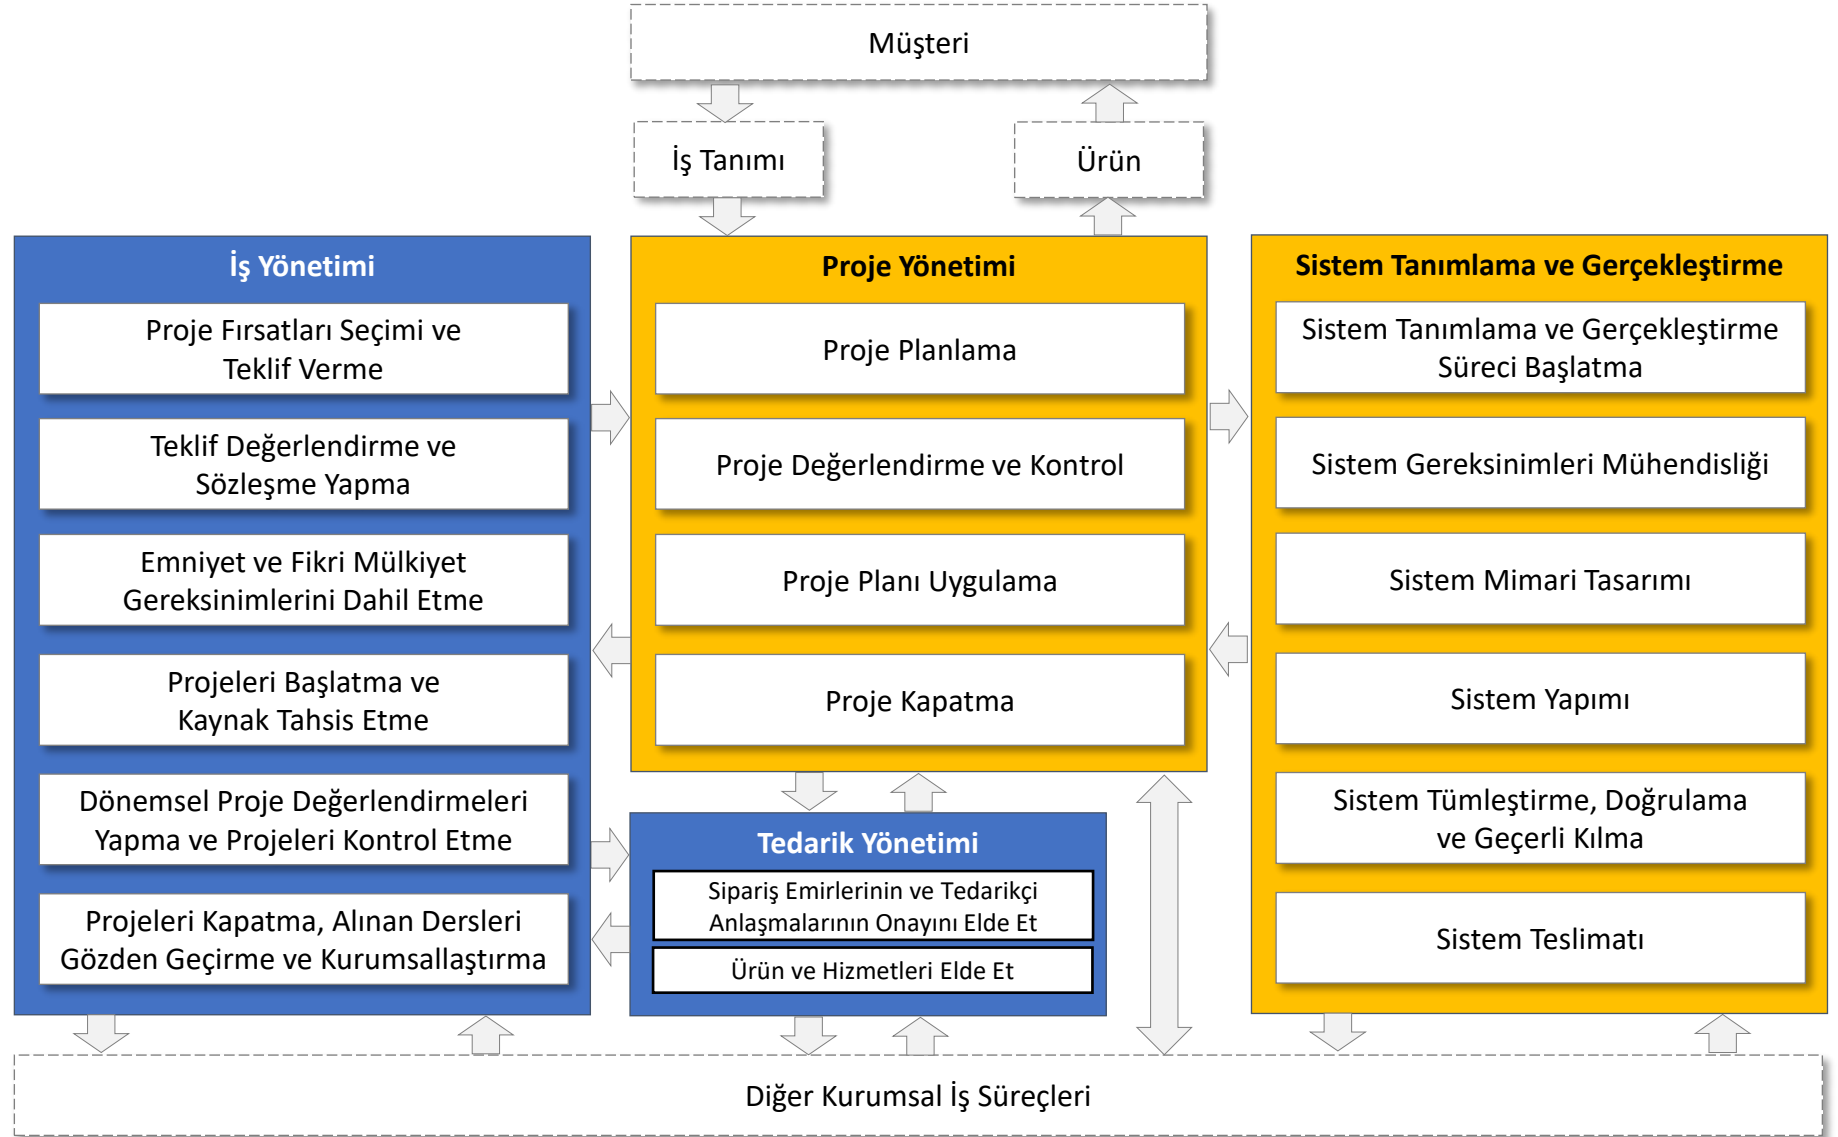 Müşteri
İş Tanımı
Ürün
İş Yönetimi
Proje Fırsatları Seçimi ve
Teklif Verme
Teklif Değerlendirme ve
Sözleşme Yapma
Emniyet ve Fikri Mülkiyet
Gereksinimlerini Dahil Etme
Projeleri Başlatma ve
Kaynak Tahsis Etme
Dönemsel Proje Değerlendirmeleri
Yapma ve Projeleri Kontrol Etme
Projeleri Kapatma, Alınan Dersleri
Gözden Geçirme ve Kurumsallaştırma
Proje Yönetimi
Proje Planlama
Proje Değerlendirme ve Kontrol
Proje Planı Uygulama
Proje Kapatma
Tedarik Yönetimi
Sipariş Emirlerinin ve Tedarikçi
Anlaşmalarının Onayını Elde Et
Ürün ve Hizmetleri Elde Et
Sistem Tanımlama ve Gerçekleştirme
Sistem Tanımlama ve Gerçekleştirme
Süreci Başlatma
Sistem Gereksinimleri Mühendisliği
Sistem Mimari Tasarımı
Sistem Yapımı
Sistem Tümleştirme, Doğrulama
ve Geçerli Kılma
Sistem Teslimatı
Diğer Kurumsal İş Süreçleri